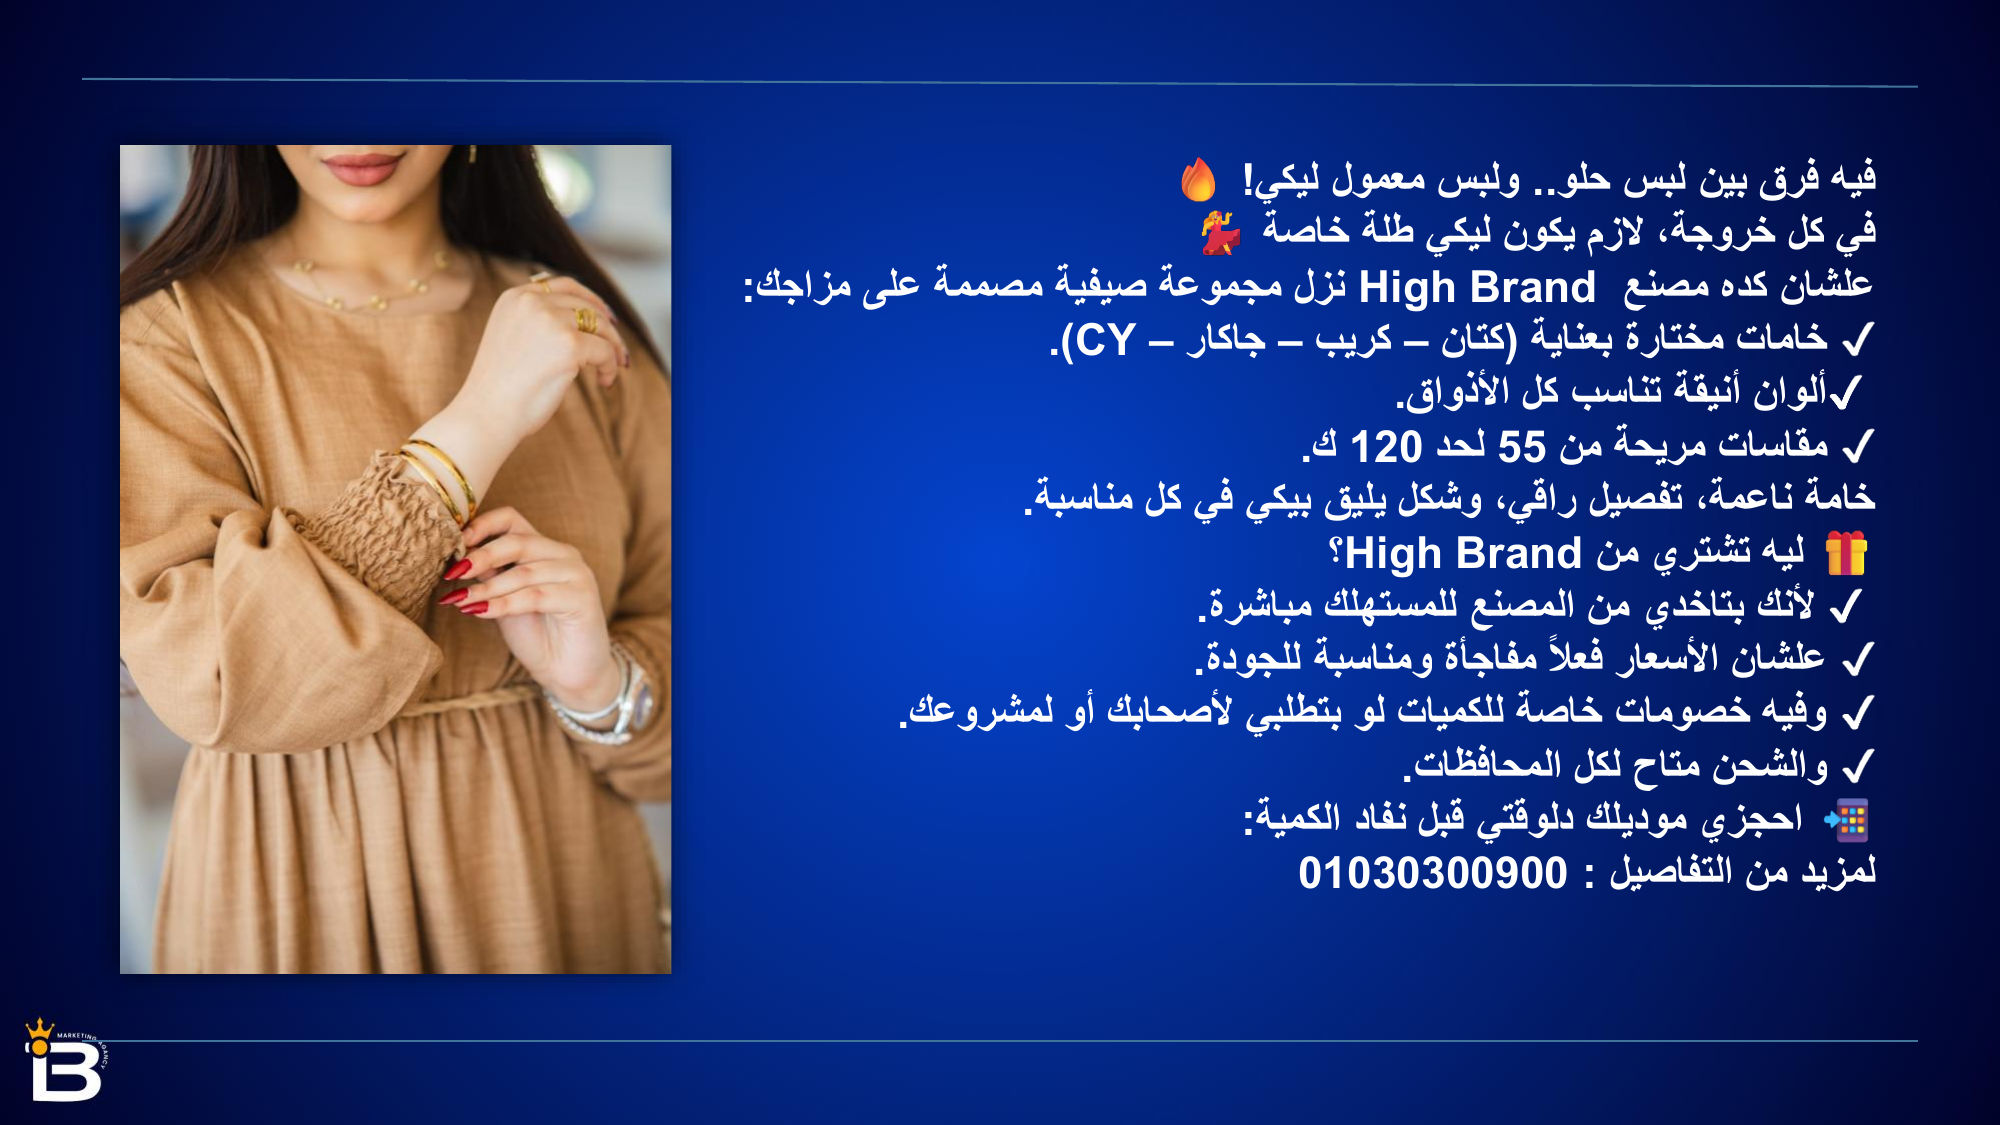 فيه فرق بين لبس حلو.. ولبس معمول ليكي! 🔥
في كل خروجة، لازم يكون ليكي طلة خاصة 💃
علشان كده مصنع High Brand نزل مجموعة صيفية مصممة على مزاجك:
✓ خامات مختارة بعناية (كتان – كريب – جاكار – CY).
✓ألوان أنيقة تناسب كل الأذواق.
✓ مقاسات مريحة من 55 لحد 120 ك.
خامة ناعمة، تفصيل راقي، وشكل يليق بيكي في كل مناسبة.
🎁 ليه تشتري من High Brand؟
✓ لأنك بتاخدي من المصنع للمستهلك مباشرة.
✓ علشان الأسعار فعلاً مفاجأة ومناسبة للجودة.
✓ وفيه خصومات خاصة للكميات لو بتطلبي لأصحابك أو لمشروعك.
✓ والشحن متاح لكل المحافظات.
📲 احجزي موديلك دلوقتي قبل نفاد الكمية:
لمزيد من التفاصيل : 01030300900
MARKETING AGANCY
iB